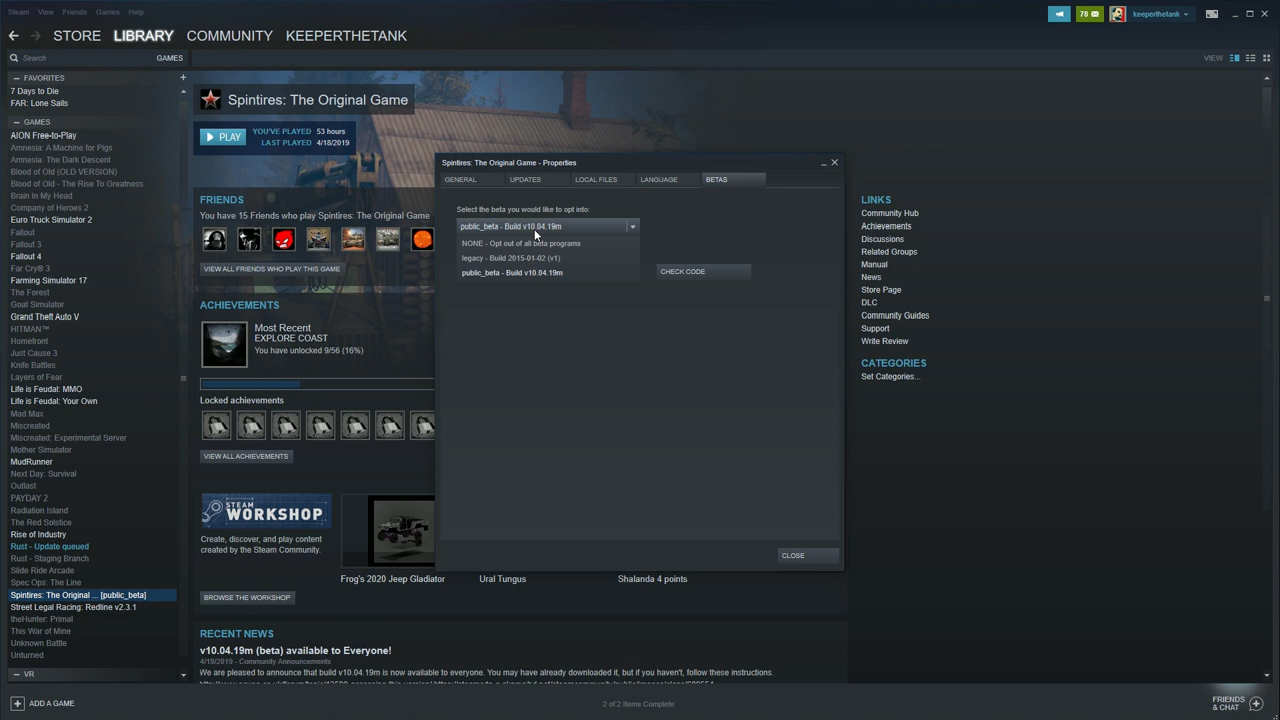 Steam View Friends Games Help
78
keeperthetank
STORE LIBRARY COMMUNITY KEEPERTHETANK
Search GAMES
VIEW
FAVORITES
7 Days to Die
FAR: Lone Sails
GAMES
AION Free-to-Play
Amnesia: A Machine for Pigs
Amnesia: The Dark Descent
Blood of Old (OLD VERSION)
Blood of Old - The Rise To Greatness
Brain In My Head
Company of Heroes 2
Euro Truck Simulator 2
Fallout
Fallout 3
Fallout 4
Far Cry® 3
Farming Simulator 17
The Forest
Goat Simulator
Grand Theft Auto V
HITMAN™
Homefront
Just Cause 3
Knife Battles
Layers of Fear
Life is Feudal: MMO
Life is Feudal: Your Own
Mad Max
Miscreated
Miscreated: Experimental Server
Mother Simulator
MudRunner
Next Day: Survival
Outlast
PAYDAY 2
Radiation Island
The Red Solstice
Rise of Industry
Rust - Update queued
Rust - Staging Branch
Slide Ride Arcade
Spec Ops: The Line
Spintires: The Original ... [public_beta]
Street Legal Racing: Redline v2.3.1
theHunter: Primal
This War of Mine
Unknown Battle
Unturned
VR
Spintires: The Original Game
PLAY
YOU'VE PLAYED 53 hours
LAST PLAYED 4/18/2019
FRIENDS
You have 15 Friends who play Spintires: The Original Game
VIEW ALL FRIENDS WHO PLAY THIS GAME
ACHIEVEMENTS
Most Recent
EXPLORE COAST
You have unlocked 9/56 (16%)
Locked achievements
VIEW ALL ACHIEVEMENTS
STEAM
WORKSHOP
Create, discover, and play content
created by the Steam Community.
Frog's 2020 Jeep Gladiator
Ural Tungus
Shalanda 4 points
BROWSE THE WORKSHOP
RECENT NEWS
v10.04.19m (beta) available to Everyone!
4/19/2019 - Community Announcements
We are pleased to announce that build v10.04.19m is now available to everyone. You may have already downloaded it, but if you haven't, follow these instructions.
Spintires: The Original Game - Properties
GENERAL UPDATES LOCAL FILES LANGUAGE BETAS
Select the beta you would like to opt into:
public_beta - Build v10.04.19m
NONE - Opt out of all beta programs
legacy - Build 2015-01-02 (v1)
public_beta - Build v10.04.19m
CHECK CODE
CLOSE
LINKS
Community Hub
Achievements
Discussions
Related Groups
Manual
News
Store Page
DLC
Community Guides
Support
Write Review
CATEGORIES
Set Categories...
ADD A GAME
2 of 2 Items Complete
FRIENDS
& CHAT